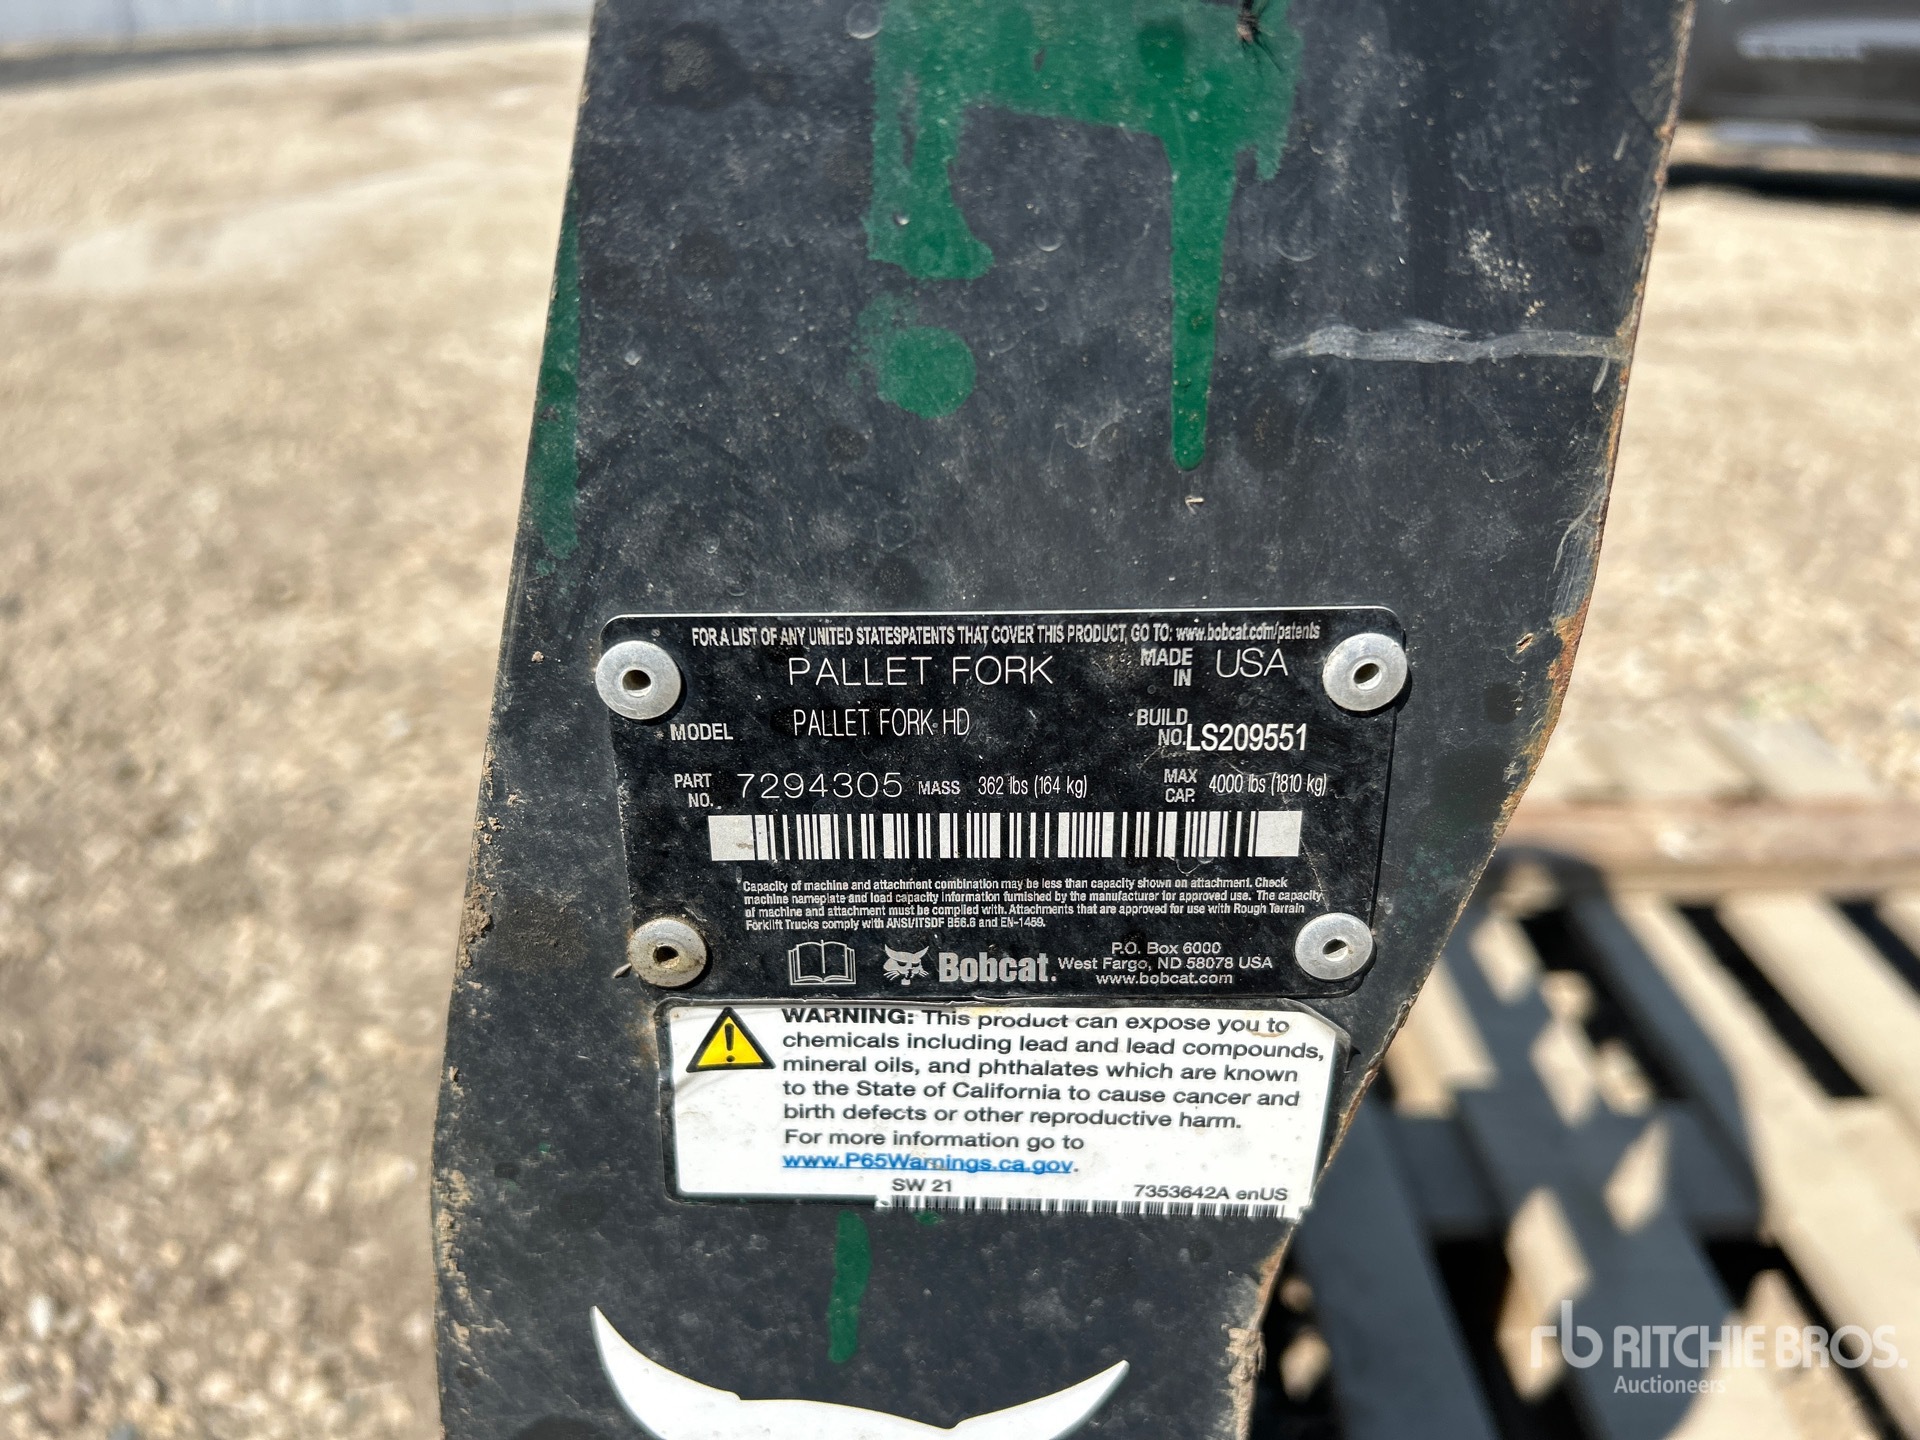 FOR A LIST OF ANY UNITED STATESPATENTS THAT COVER THIS PRODUCT, GO TO: www.bobcat.com/patents
PALLET FORK MADE IN USA
MODEL PALLET FORK HD BUILD NO. LS209551
PART NO. 7294305 MASS 362 lbs (164 kg) MAX CAP. 4000 lbs (1810 kg)
Capacity of machine and attachment combination may be less than capacity shown on attachment. Check
machine nameplate and load capacity information furnished by the manufacturer for approved use. The capacity
of machine and attachment must be complied with. Attachments that are approved for use with Rough Terrain
Forklift Trucks comply with ANSI/ITSDF B56.6 and EN-1459.
Bobcat.
P.O. Box 6000
West Fargo, ND 58078 USA
www.bobcat.com
WARNING: This product can expose you to
chemicals including lead and lead compounds,
mineral oils, and phthalates which are known
to the State of California to cause cancer and
birth defects or other reproductive harm.
For more information go to
www.P65Warnings.ca.gov.
SW 21 7353642A enUS
rb RITCHIE BROS.
Auctioneers